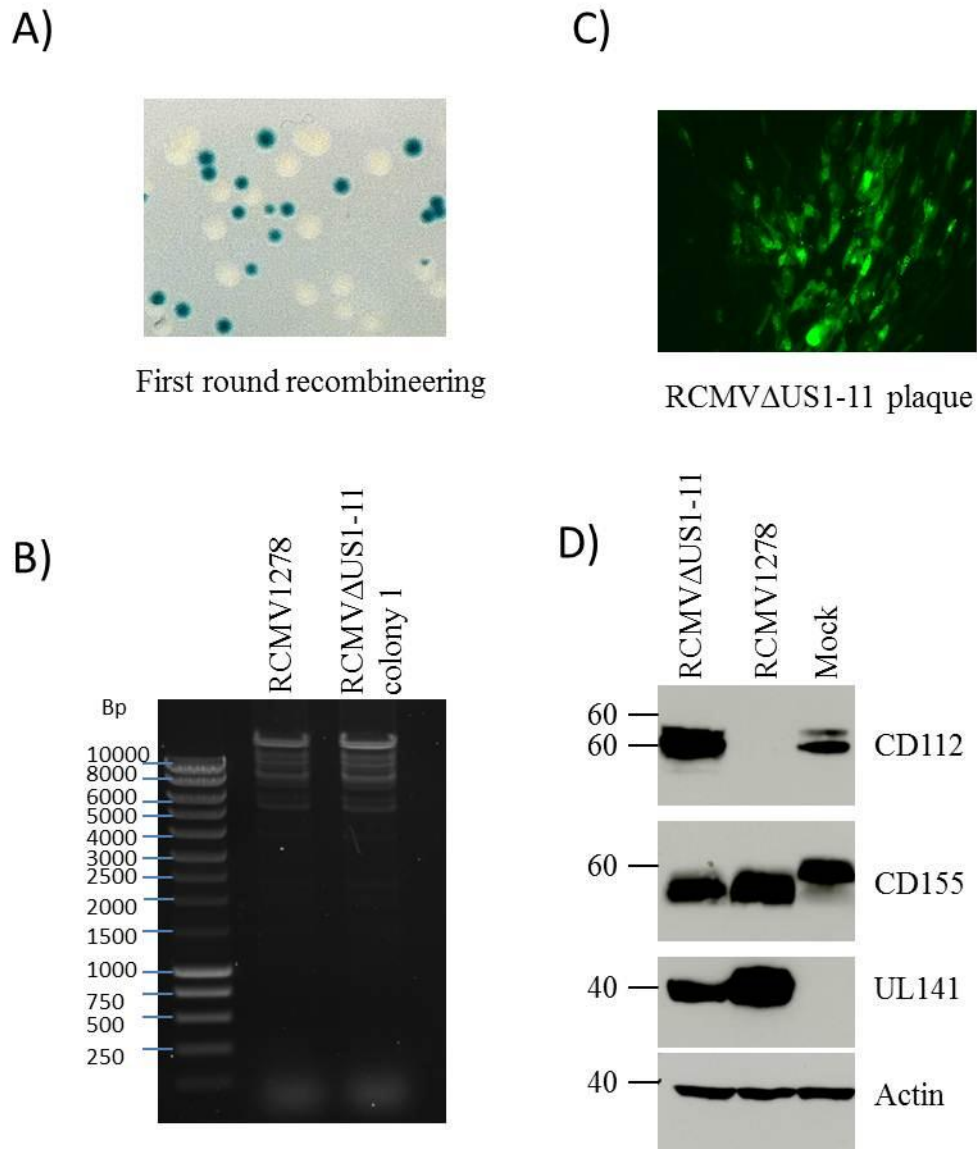 A)
First round recombineering
B)
RCMV1278
RCMVΔUS1-11
colony 1
Bp
10000
8000
6000
5000
4000
3000
2500
2000
1500
1000
750
500
250
C)
RCMVΔUS1-11 plaque
D)
RCMVΔUS1-11
RCMV1278
Mock
60
60
CD112
60
CD155
40
UL141
40
Actin